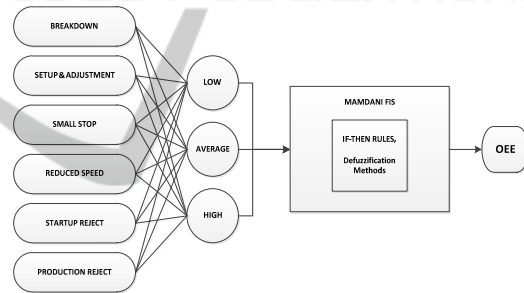 BREAKDOWN
SETUP & ADJUSTMENT
SMALL STOP
REDUCED SPEED
STARTUP REJECT
PRODUCTION REJECT
LOW
AVERAGE
HIGH
MAMDANI FIS
IF-THEN RULES,
Defuzzification
Methods
OEE